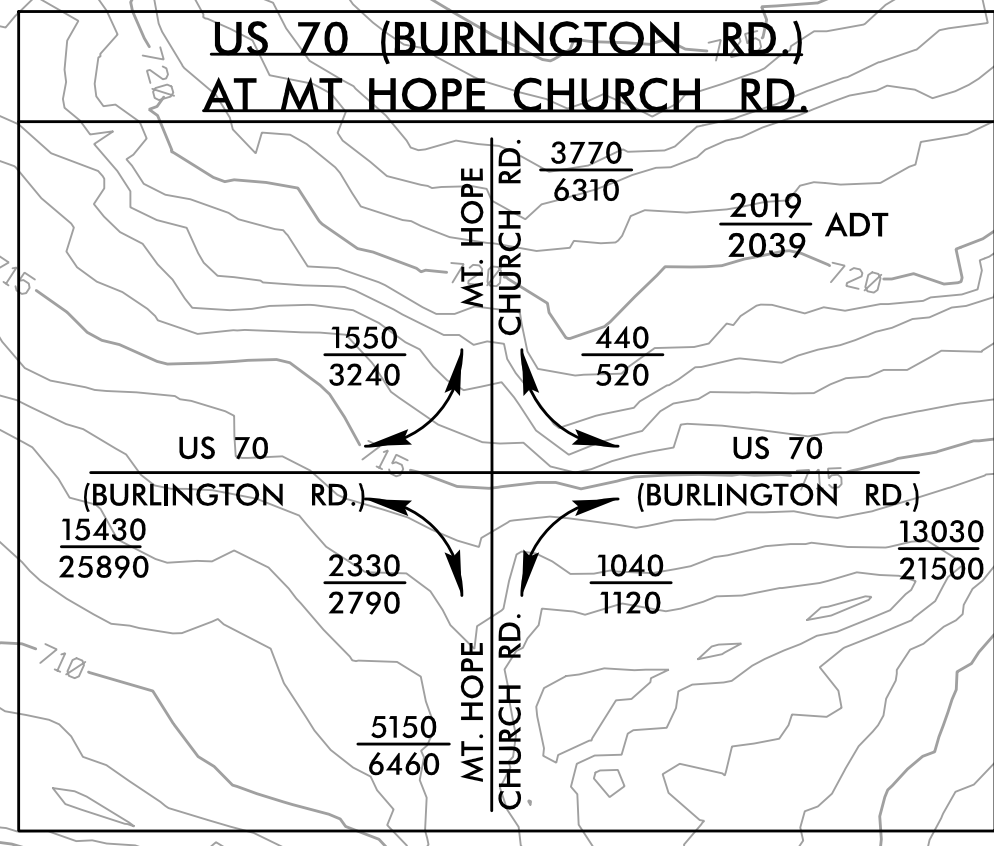 US 70 (BURLINGTON RD.)
AT MT HOPE CHURCH RD.
715
720
MT. HOPE
CHURCH RD.
3770
6310
2019
2039
ADT
715
720
720
1550
3240
440
520
US 70
US 70
715
715
(BURLINGTON RD.)
(BURLINGTON RD.)
15430
25890
13030
21500
2330
2790
1040
1120
710
MT. HOPE
CHURCH RD.
5150
6460